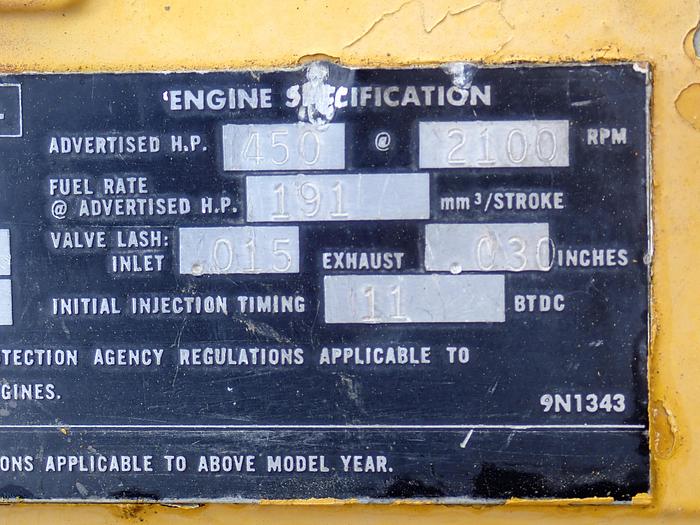 ENGINE SPECIFICATION
ADVERTISED H.P. 450 @ 2100 RPM
FUEL RATE
@ ADVERTISED H.P. 191 mm³/STROKE
VALVE LASH:
INLET .015 EXHAUST .030 INCHES
INITIAL INJECTION TIMING 11 BTDC
TECTION AGENCY REGULATIONS APPLICABLE TO
GINES.
9N1343
ONS APPLICABLE TO ABOVE MODEL YEAR.